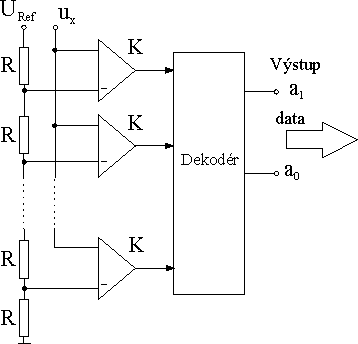 U_Ref u_x
K
R
Výstup
a_1
K
R
data
Dekodér
a_0
K
R
R